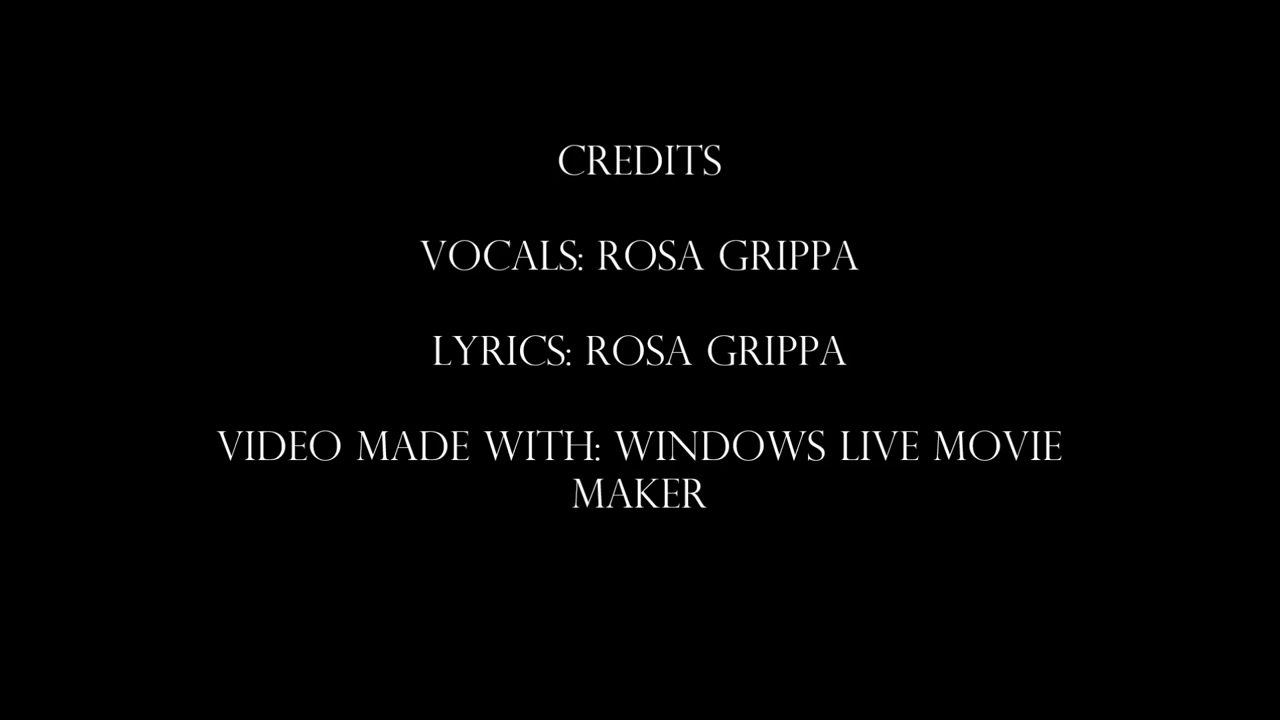 CREDITS
VOCALS: ROSA GRIPPA
LYRICS: ROSA GRIPPA
VIDEO MADE WITH: WINDOWS LIVE MOVIE
MAKER